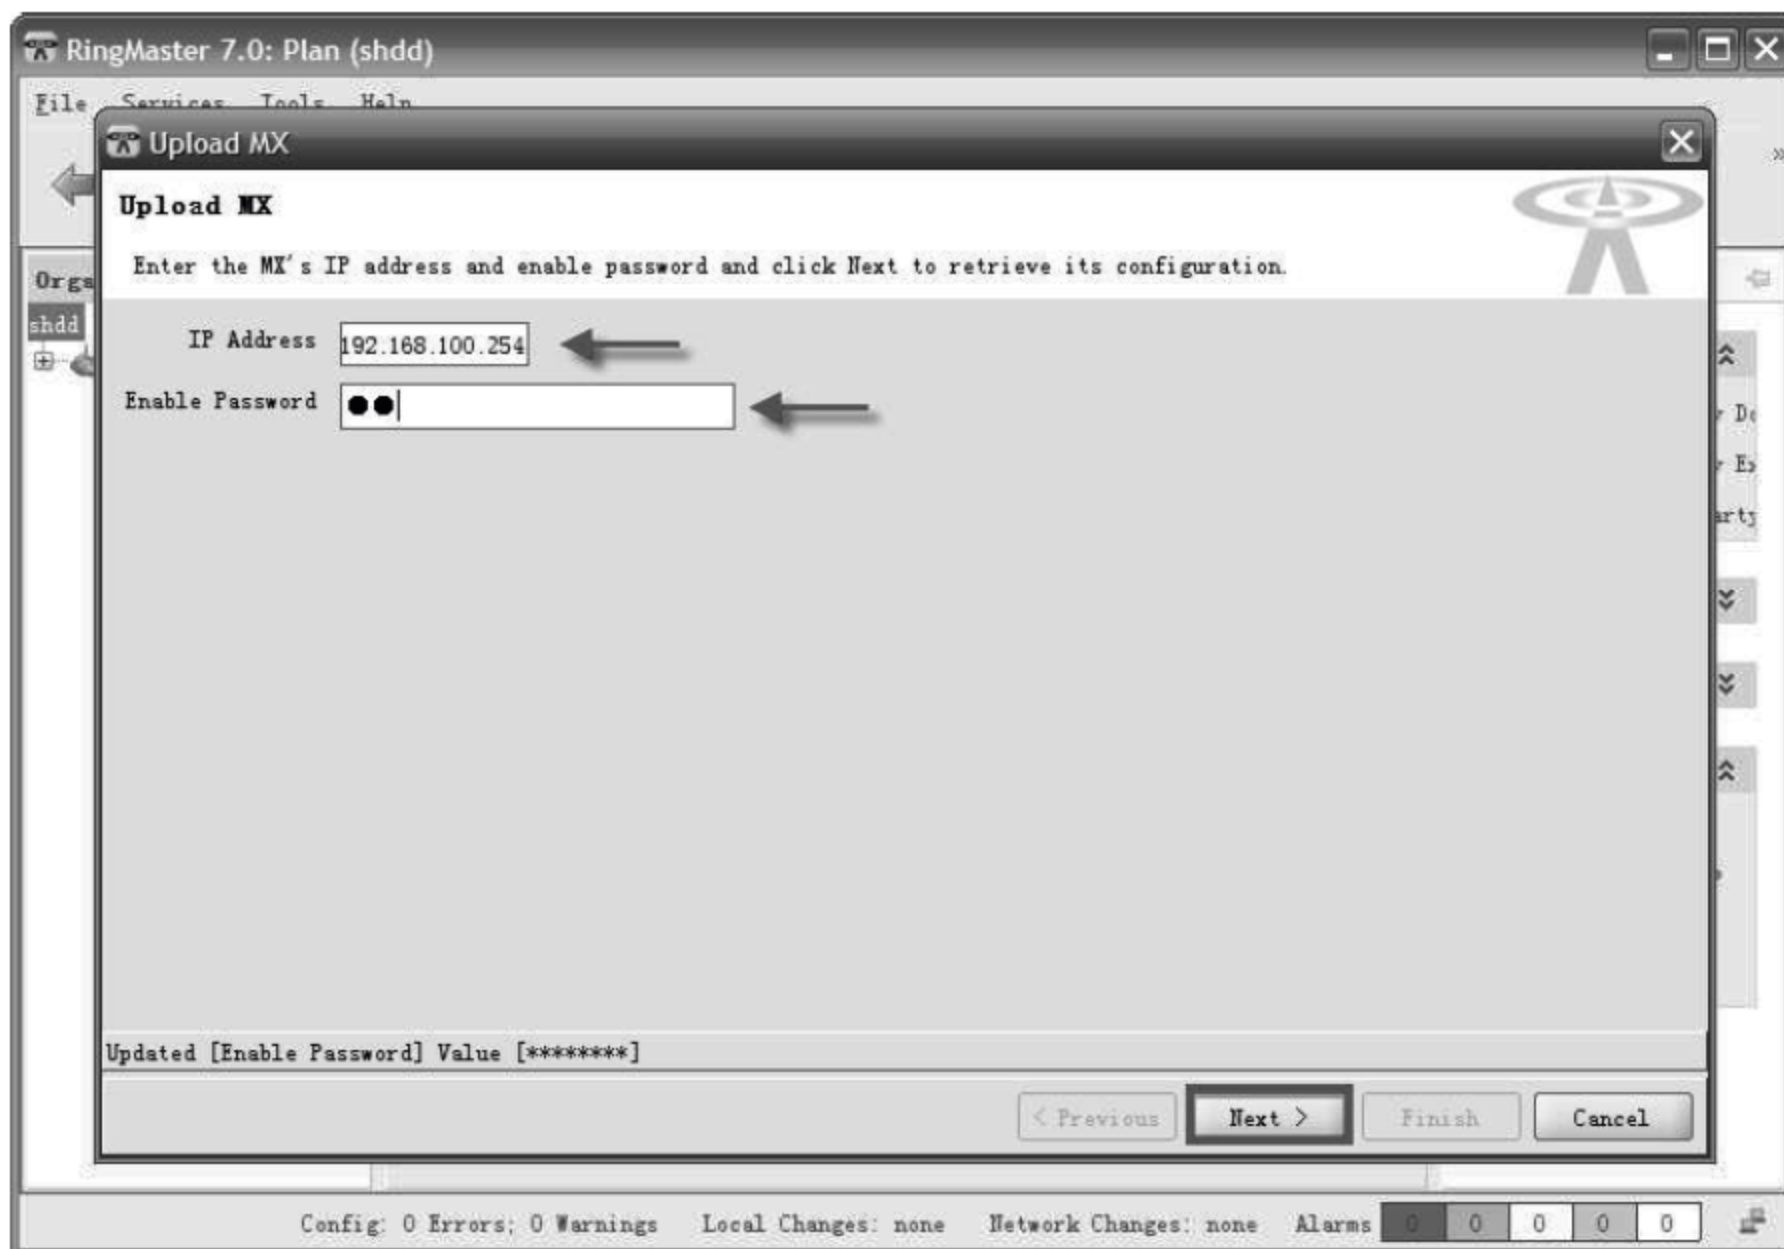 RingMaster 7.0: Plan (shdd)
File Services Tools Help
Upload MX
Upload MX
Enter the MX's IP address and enable password and click Next to retrieve its configuration.
shdd
IP Address 192.168.100.254
Enable Password
Updated [Enable Password] Value [********]
< Previous Next > Finish Cancel
Config: 0 Errors; 0 Warnings Local Changes: none Network Changes: none Alarms 0 0 0 0 0